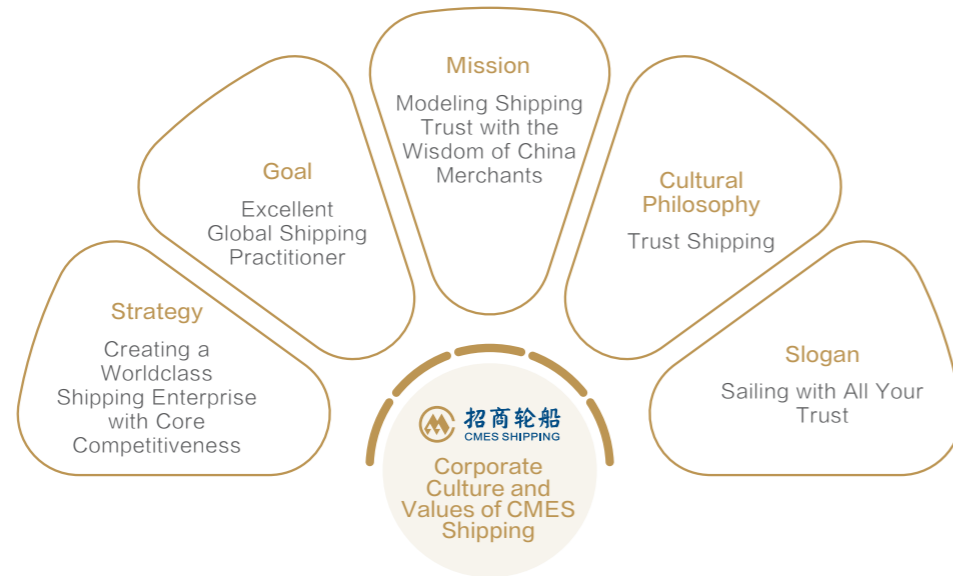 Strategy
Creating a
Worldclass
Shipping Enterprise
with Core
Competitiveness
Goal
Excellent
Global Shipping
Practitioner
Mission
Modeling Shipping
Trust with the
Wisdom of China
Merchants
Cultural
Philosophy
Trust Shipping
Slogan
Sailing with All Your
Trust
招商轮船
CMES SHIPPING
Corporate
Culture and
Values of CMES
Shipping